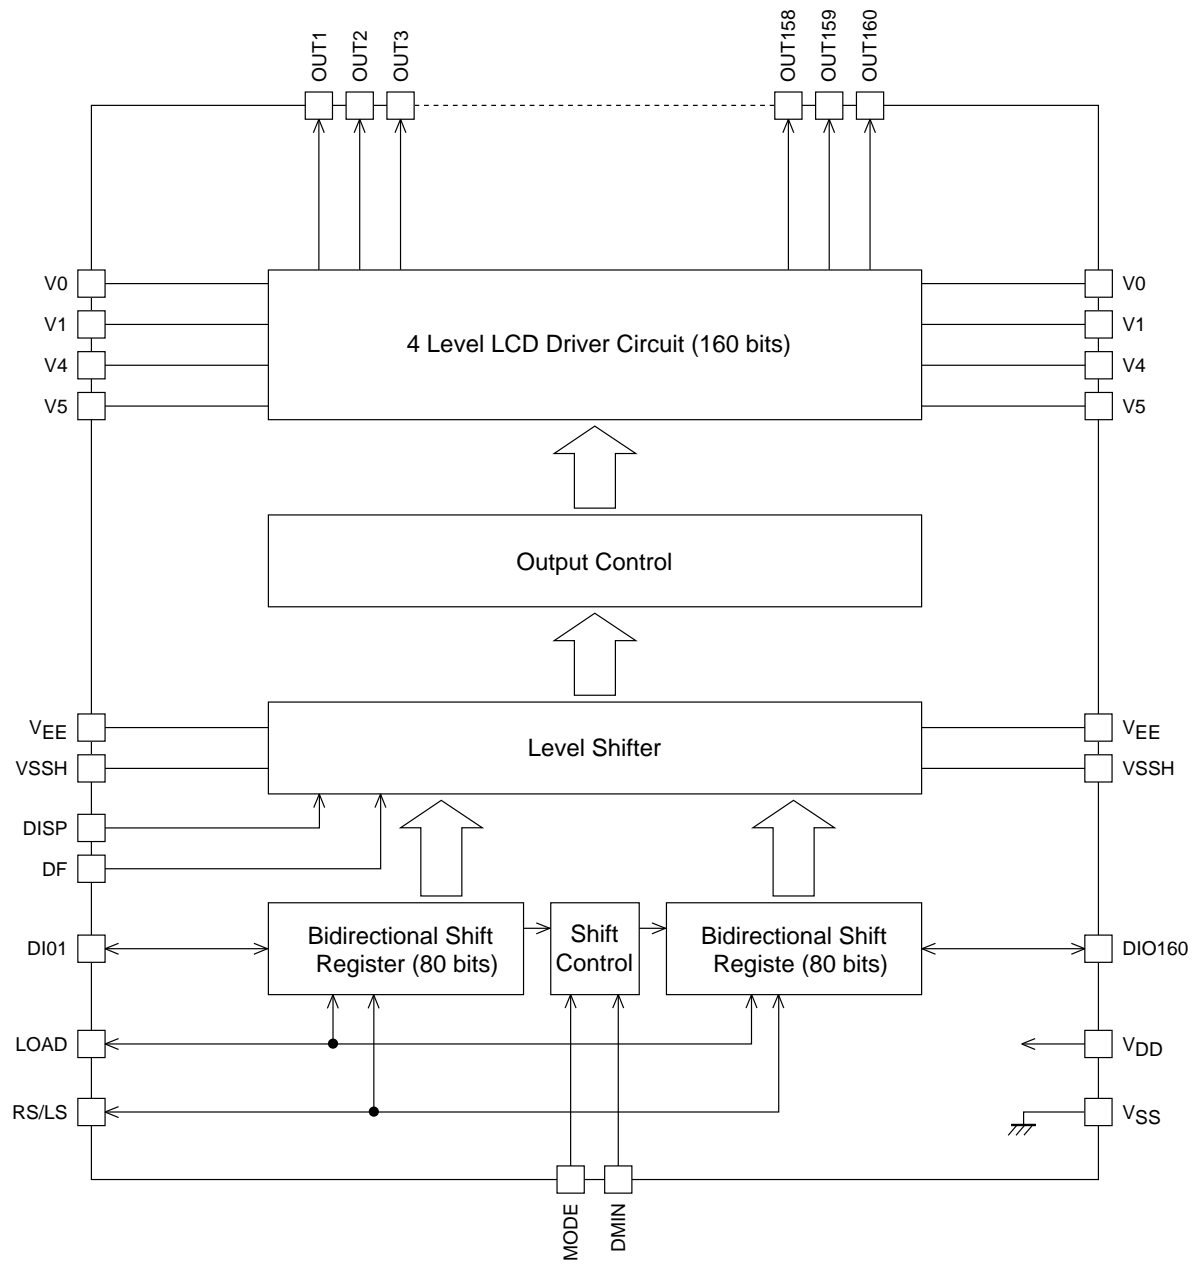 OUT1
OUT2
OUT3
OUT158
OUT159
OUT160
V0
V0
V1
V1
4 Level LCD Driver Circuit (160 bits)
V4
V4
V5
V5
Output Control
VEE
VEE
Level Shifter
VSSH
VSSH
DISP
DF
Bidirectional Shift
Register (80 bits)
Shift
Control
Bidirectional Shift
Registe (80 bits)
DI01
DIO160
LOAD
VDD
RS/LS
VSS
MODE
DMIN